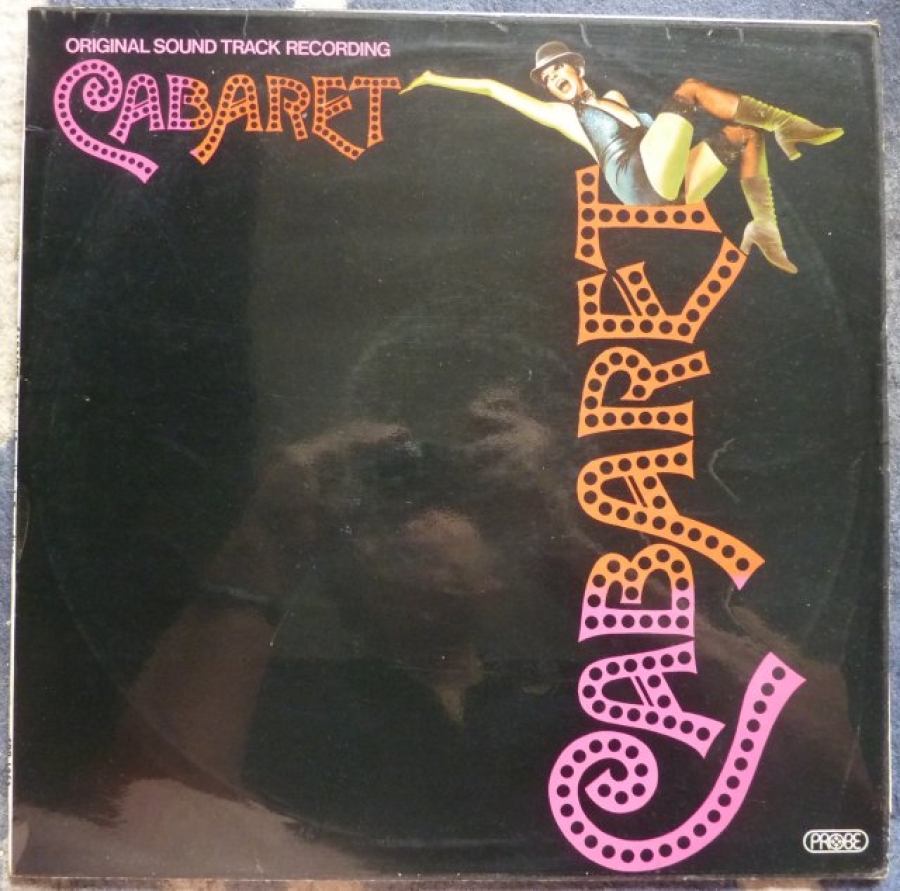 ORIGINAL SOUND TRACK RECORDING
CABARET
CABARET
PROBE